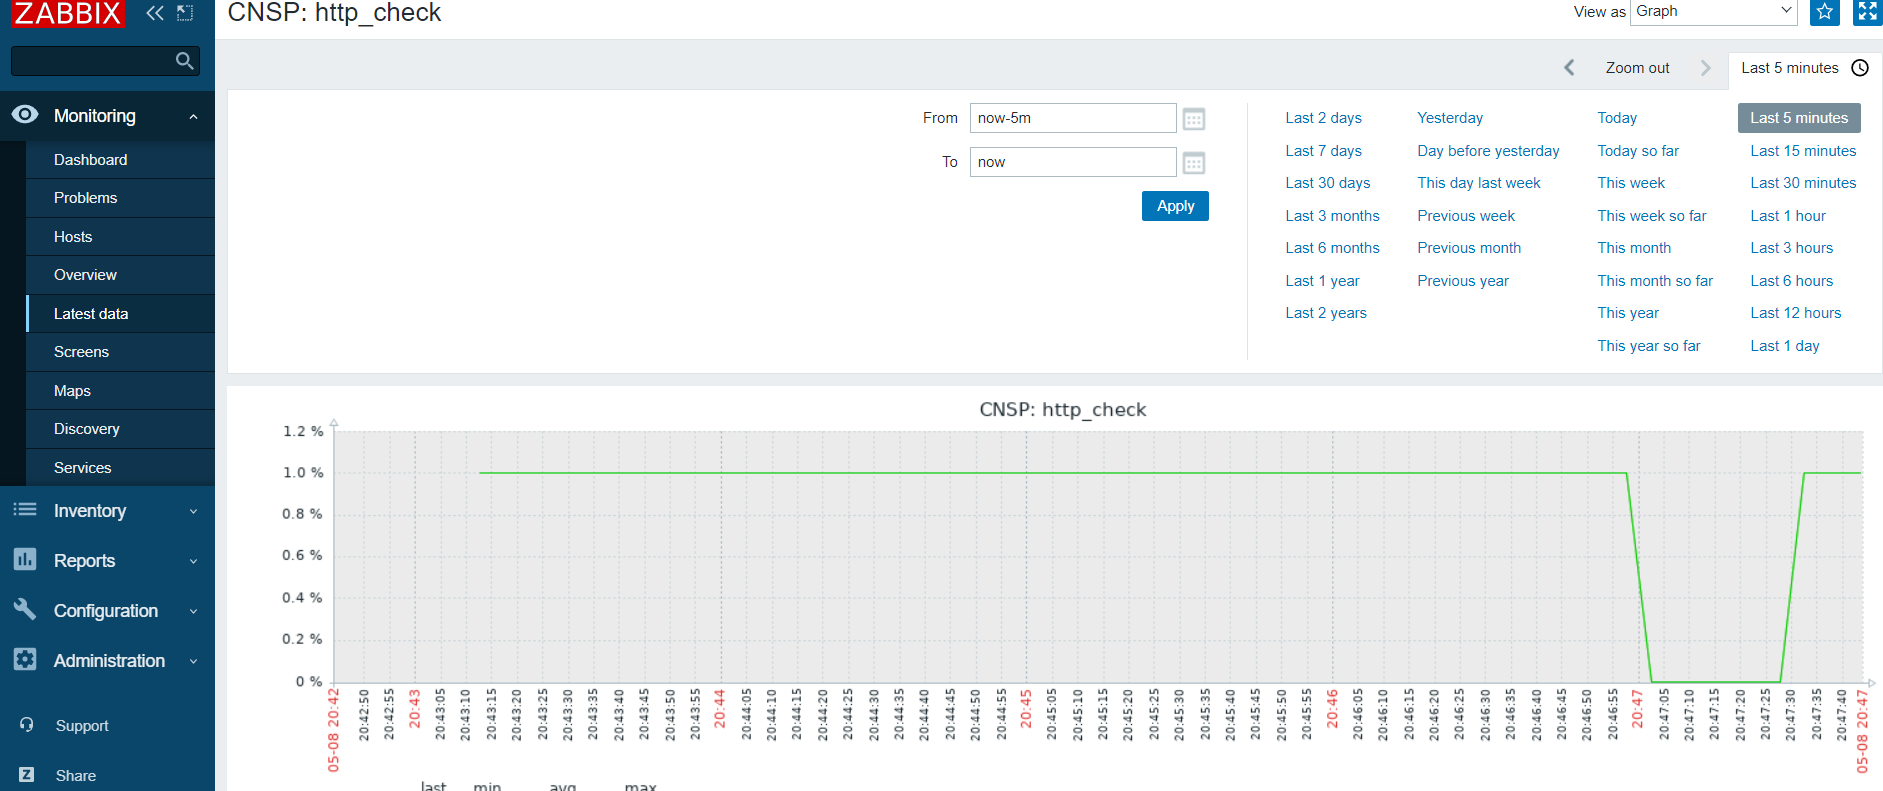 ZABBIX
CNSP: http_check
View as Graph
Zoom out
Last 5 minutes
Monitoring
Dashboard
Problems
Hosts
Overview
Latest data
Screens
Maps
Discovery
Services
Inventory
Reports
Configuration
Administration
Support
Share
From now-5m
To now
Apply
Last 2 days Yesterday Today Last 5 minutes
Last 7 days Day before yesterday Today so far Last 15 minutes
Last 30 days This day last week This week Last 30 minutes
Last 3 months Previous week This week so far Last 1 hour
Last 6 months Previous month This month Last 3 hours
Last 1 year Previous year This month so far Last 6 hours
Last 2 years This year Last 12 hours
This year so far Last 1 day
CNSP: http_check
1.2 %
1.0 %
0.8 %
0.6 %
0.4 %
0.2 %
0 %
05-08 20:42
20:42:50
20:42:55
20:43
20:43:05
20:43:10
20:43:15
20:43:20
20:43:25
20:43:30
20:43:35
20:43:40
20:43:45
20:43:50
20:43:55
20:44
20:44:05
20:44:10
20:44:15
20:44:20
20:44:25
20:44:30
20:44:35
20:44:40
20:44:45
20:44:50
20:44:55
20:45
20:45:05
20:45:10
20:45:15
20:45:20
20:45:25
20:45:30
20:45:35
20:45:40
20:45:45
20:45:50
20:45:55
20:46
20:46:05
20:46:10
20:46:15
20:46:20
20:46:25
20:46:30
20:46:35
20:46:40
20:46:45
20:46:50
20:46:55
20:47
20:47:05
20:47:10
20:47:15
20:47:20
20:47:25
20:47:30
20:47:35
20:47:40
05-08 20:47
last min avg max